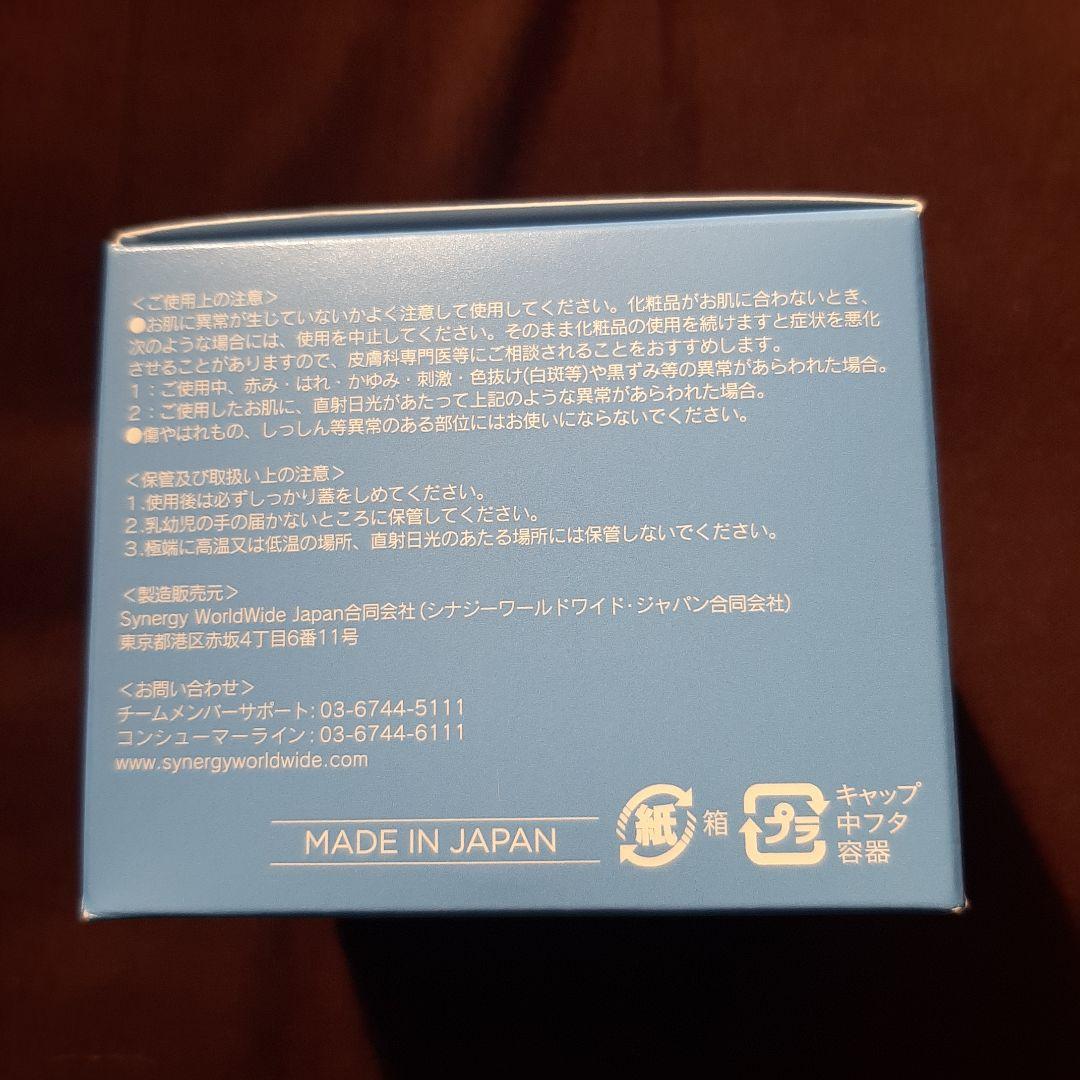 <ご使用上の注意>
●お肌に異常が生じていないかよく注意して使用してください。化粧品がお肌に合わないとき、
次のような場合には、使用を中止してください。そのまま化粧品の使用を続けますと症状を悪化
させることがありますので、皮膚科専門医等にご相談されることをおすすめします。
1：ご使用中、赤み・はれ・かゆみ・刺激・色抜け(白斑等)や黒ずみ等の異常があらわれた場合。
2：ご使用したお肌に、直射日光があたって上記のような異常があらわれた場合。
●傷やはれもの、しっしん等異常のある部位にはお使いにならないでください。
<保管及び取扱い上の注意>
1.使用後は必ずしっかり蓋をしめてください。
2.乳幼児の手の届かないところに保管してください。
3.極端に高温又は低温の場所、直射日光のあたる場所には保管しないでください。
<製造販売元>
Synergy WorldWide Japan合同会社(シナジーワールドワイド・ジャパン合同会社)
東京都港区赤坂4丁目6番11号
<お問い合わせ>
チームメンバーサポート:03-6744-5111
コンシューマーライン:03-6744-6111
www.synergyworldwide.com
MADE IN JAPAN
紙 箱
プラ
キャップ
中フタ
容器